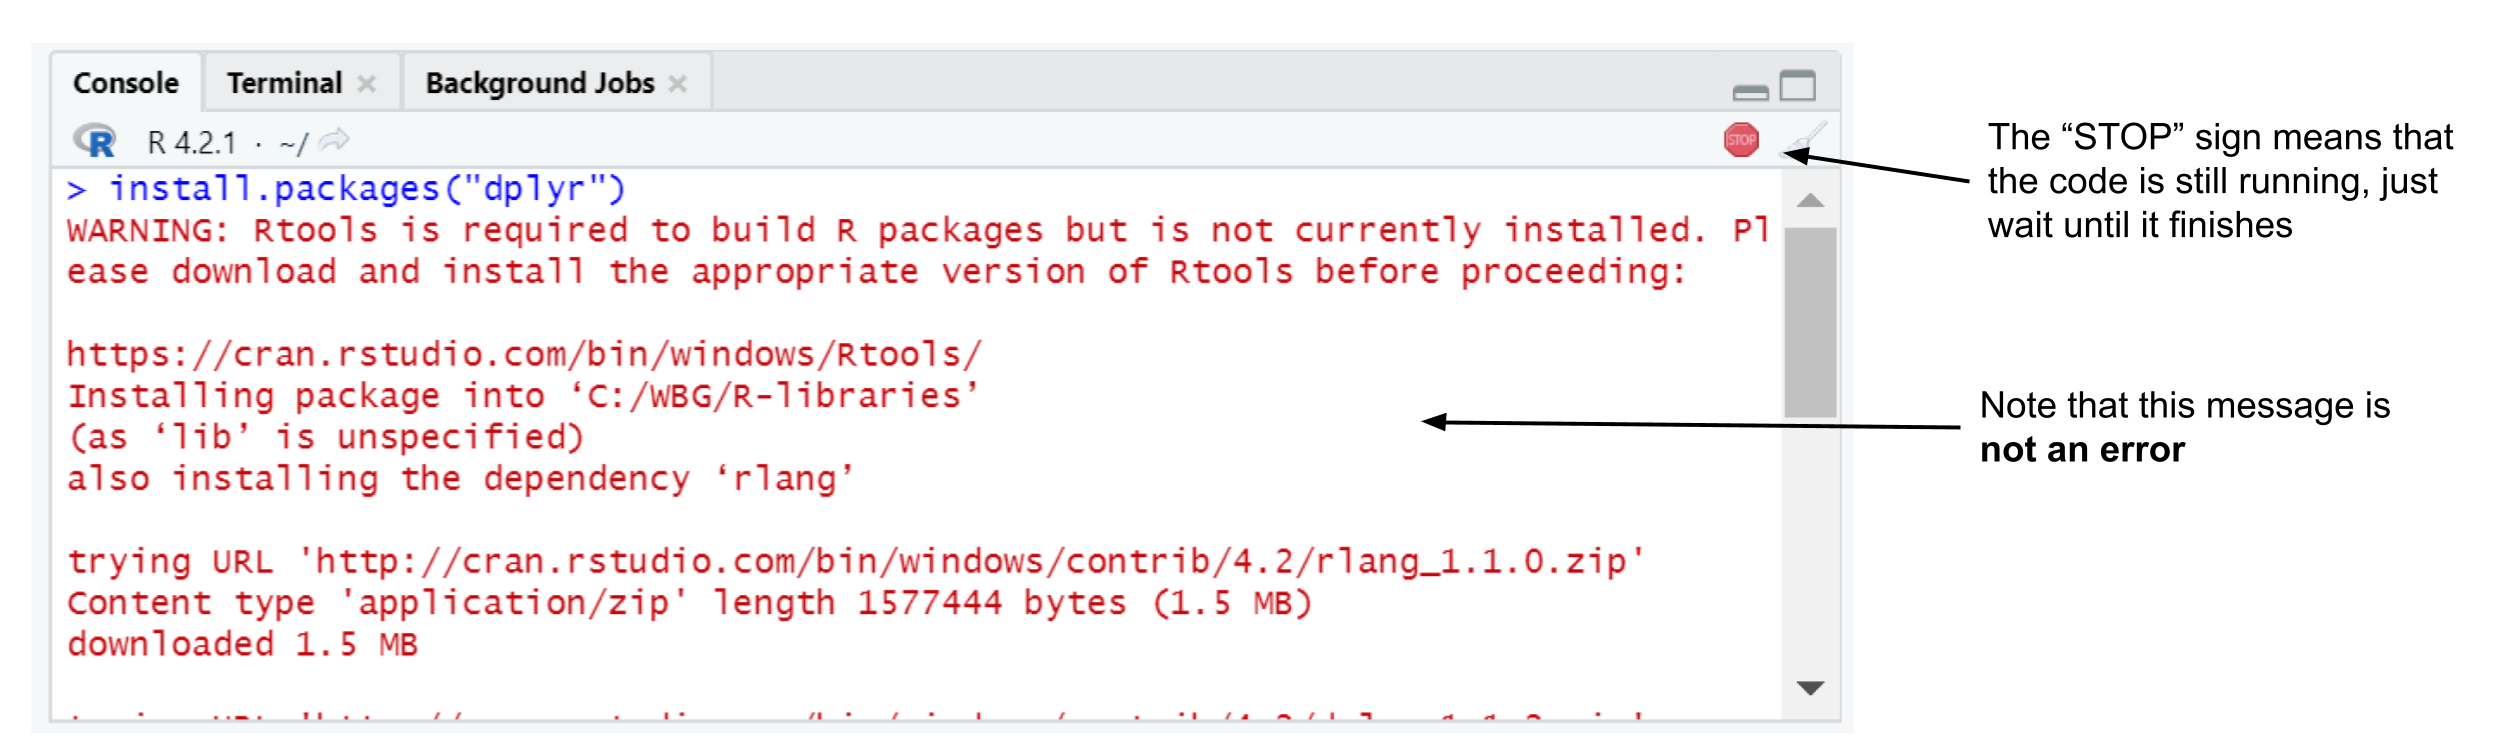 Console Terminal Background Jobs
R R 4.2.1 · ~/ STOP
> install.packages("dplyr")
WARNING: Rtools is required to build R packages but is not currently installed. Pl
ease download and install the appropriate version of Rtools before proceeding:
https://cran.rstudio.com/bin/windows/Rtools/
Installing package into ‘C:/WBG/R-libraries’
(as ‘lib’ is unspecified)
also installing the dependency ‘rlang’
trying URL 'http://cran.rstudio.com/bin/windows/contrib/4.2/rlang_1.1.0.zip'
Content type 'application/zip' length 1577444 bytes (1.5 MB)
downloaded 1.5 MB
The “STOP” sign means that
the code is still running, just
wait until it finishes
Note that this message is
not an error